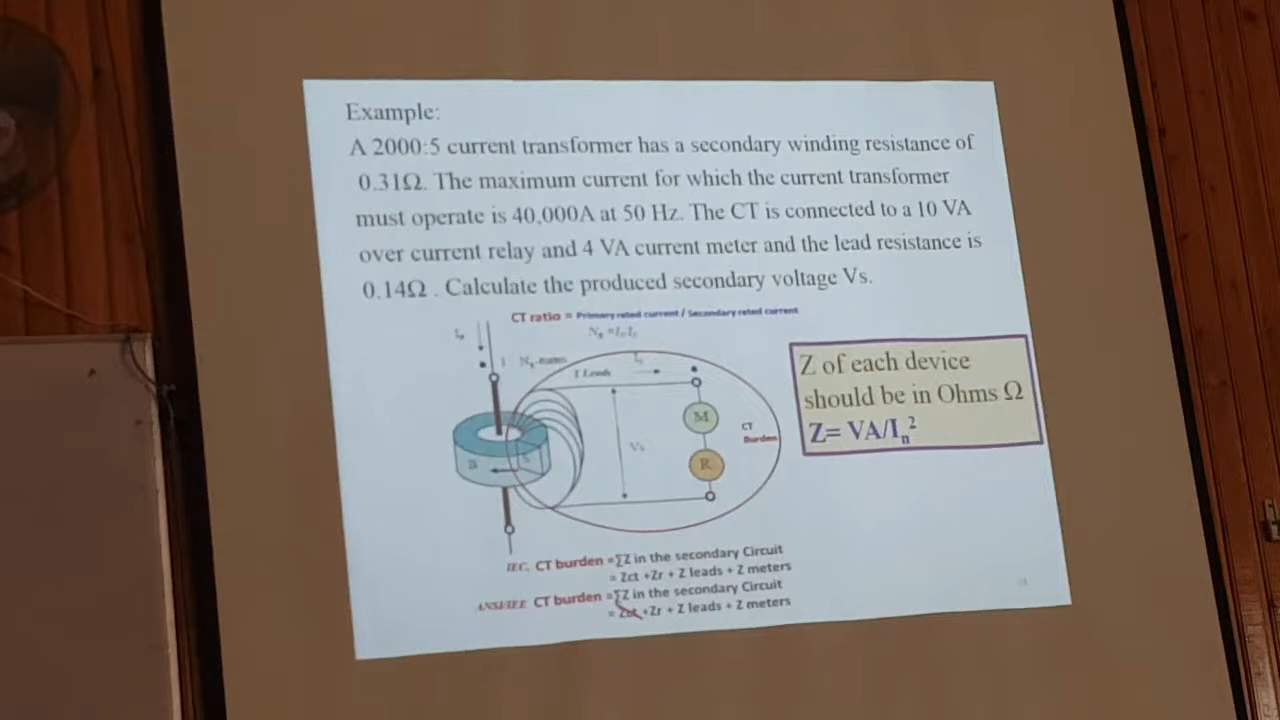 Example:
A 2000:5 current transformer has a secondary winding resistance of
0.31Ω. The maximum current for which the current transformer
must operate is 40,000A at 50 Hz. The CT is connected to a 10 VA
over current relay and 4 VA current meter and the lead resistance is
0.14Ω . Calculate the produced secondary voltage Vs.
CT ratio = Primary rated current / Secondary rated current
Z Leads
M
Vs
CT
Burden
R
B
Z of each device
should be in Ohms Ω
Z= VA/In²
IEC, CT burden =∑Z in the secondary Circuit
= Zct +Zr + Z leads + Z meters
ANSI/IEEE CT burden =∑Z in the secondary Circuit
= Zct +Zr + Z leads + Z meters